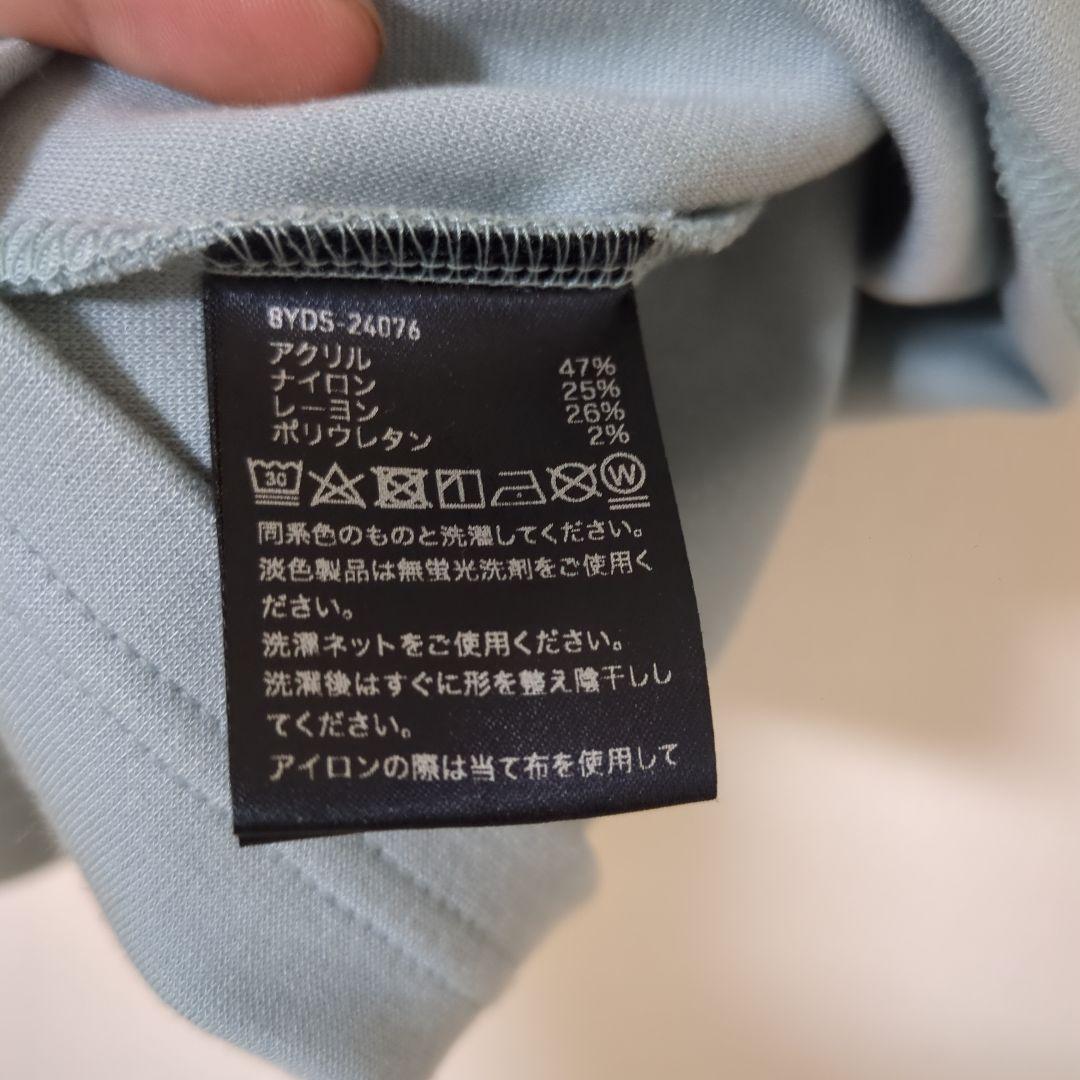 8YDS-24076
アクリル 47%
ナイロン 25%
レーヨン 26%
ポリウレタン 2%
30 W
同系色のものと洗濯してください。
淡色製品は無蛍光洗剤をご使用く
ださい。
洗濯ネットをご使用ください。
洗濯後はすぐに形を整え陰干しし
てください。
アイロンの際は当て布を使用して